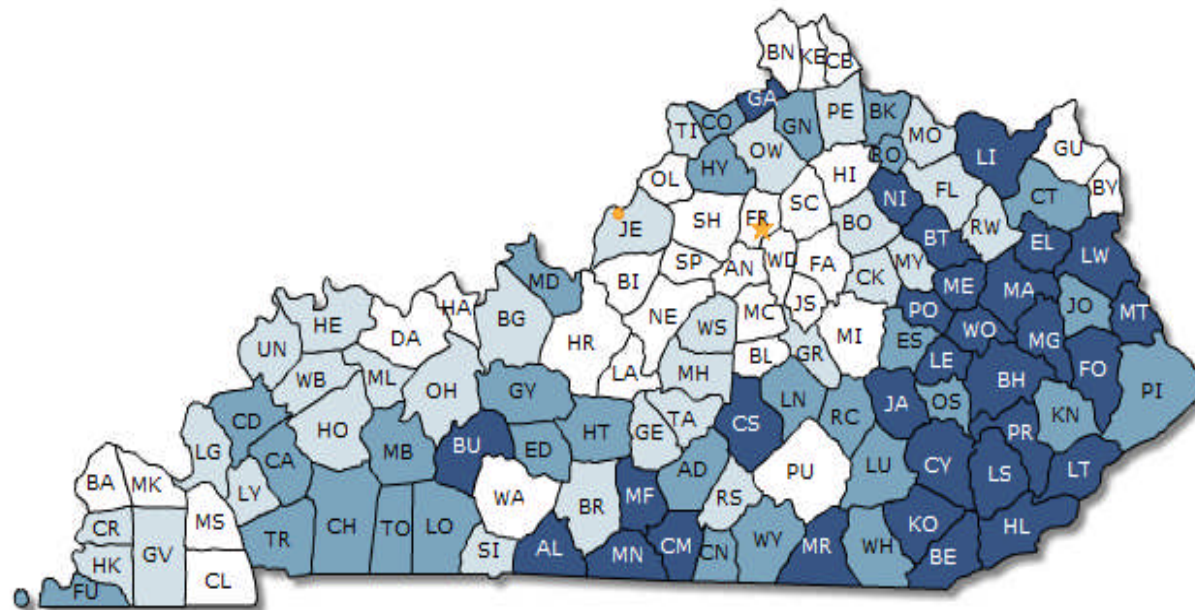 BN KE CB
GA
TI CO GN PE BK MO
OW RO LI GU
HY HI
OL SC NI FL CT BY
JE SH FR BO BT RW
SP AN WD FA MY EL LW
MD BI CK ME MA
HA JS PO JO MT
HE DA BG NE WS MC MI WO MG
UN HR BL GR ES LE FO
WB ML OH GY LA MH BH PI
CD LN RC JA OS KN
HO CS PR
LG CA MB BU ED HT GE TA
BA MK LY WA AD PU LU CY LS LT
MS BR MF RS
CR TR CH TO LO KO HL
HK GV SI AL MN CM CN WY MR WH BE
FU CL